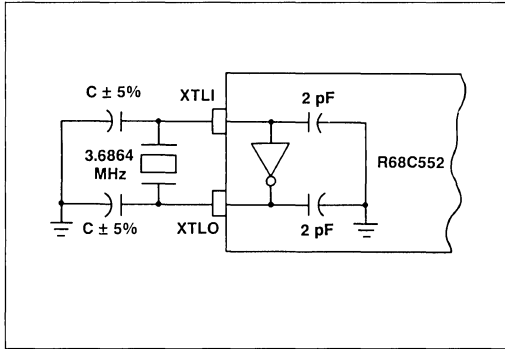 C ± 5%
XTLI
2 pF
3.6864
MHz
R68C552
C ± 5%
XTLO
2 pF